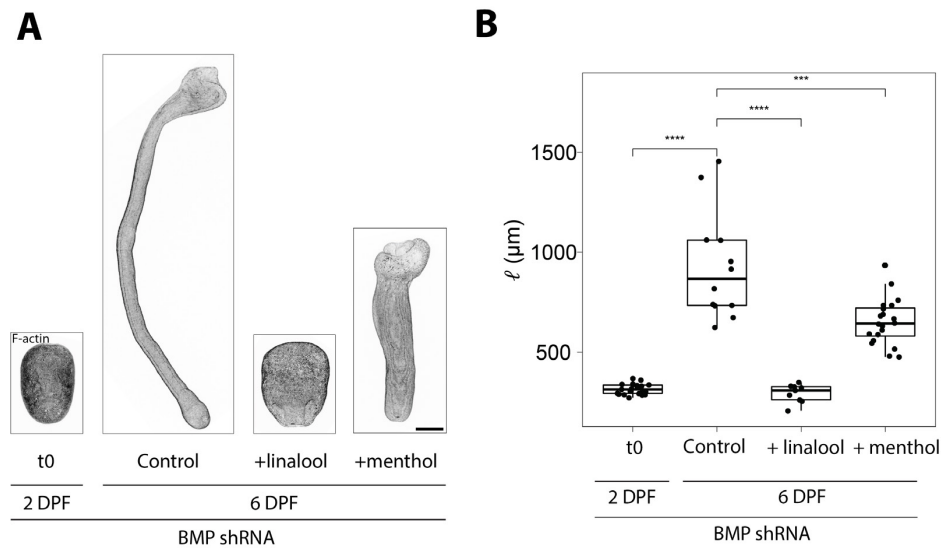 A
F-actin
t0
Control
+linalool
+menthol
2 DPF
6 DPF
BMP shRNA
B
***
****
****
1500
1000
500
ℓ (µm)
t0
Control
+ linalool
+ menthol
2 DPF
6 DPF
BMP shRNA